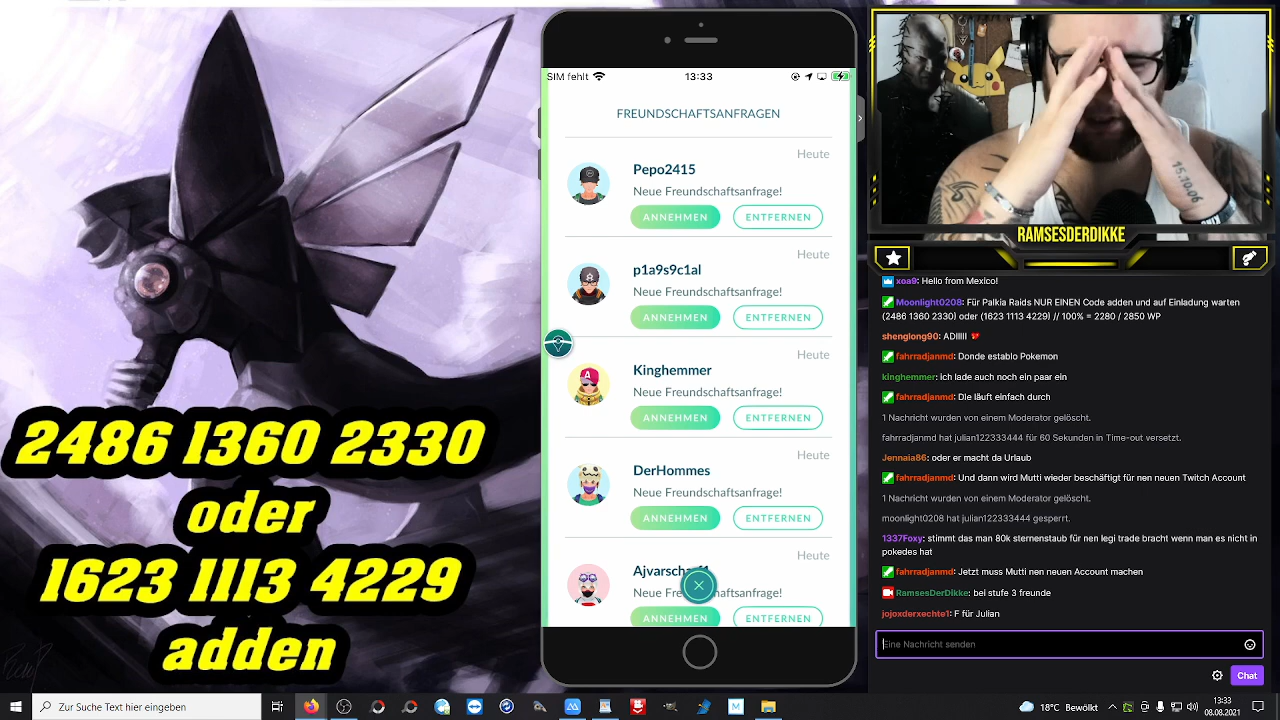 2486 1360 2330
oder
1623 1113 4229
adden
SIM fehlt
13:33
FREUNDSCHAFTSANFRAGEN
Heute
Pepo2415
Neue Freundschaftsanfrage!
ANNEHMEN
ENTFERNEN
Heute
p1a9s9c1al
Neue Freundschaftsanfrage!
ANNEHMEN
ENTFERNEN
Heute
Kinghemmer
Neue Freundschaftsanfrage!
ANNEHMEN
ENTFERNEN
Heute
DerHommes
Neue Freundschaftsanfrage!
ANNEHMEN
ENTFERNEN
Heute
Neue
ANNEHMEN
ENTFERNEN
15.10.06
RAMSESDERDIKKE
xoa9: Hello from Mexico!
Moonlight0208: Für Palkia Raids NUR EINEN Code adden und auf Einladung warten
(2486 1360 2330) oder (1623 1113 4229) // 100% = 2280 / 2850 WP
shenglong90: ADIIIII
fahrradjanmd: Donde establo Pokemon
kinghemmer: ich lade auch noch ein paar ein
fahrradjanmd: Die läuft einfach durch
1 Nachricht wurden von einem Moderator gelöscht.
fahrradjanmd hat julian122333444 für 60 Sekunden in Time-out versetzt.
Jennaia86: oder er macht da Urlaub
fahrradjanmd: Und dann wird Mutti wieder beschäftigt für nen neuen Twitch Account
1 Nachricht wurden von einem Moderator gelöscht.
moonlight0208 hat julian122333444 gesperrt.
1337Foxy: stimmt das man 80k sternenstaub für nen legi trade bracht wenn man es nicht in
pokedes hat
fahrradjanmd: Jetzt muss Mutti nen neuen Account machen
RamsesDerDikke: bei stufe 3 freunde
jojoxderxechte1: F für Julian
Eine Nachricht senden
Chat
Zur Suche Text hier eingeben
18°C Bewölkt
13:33
08.08.2021